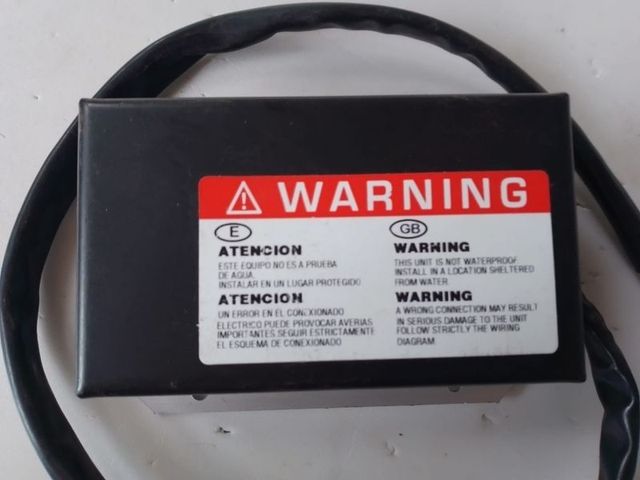 WARNING
E
ATENCION
ESTE EQUIPO NO ES A PRUEBA
DE AGUA.
INSTALAR EN UN LUGAR PROTEGIDO
ATENCION
UN ERROR EN EL CONEXIONADO
ELECTRICO PUEDE PROVOCAR AVERIAS
IMPORTANTES SEGUIR ESTRICTAMENTE
EL ESQUEMA DE CONEXIONADO
GB
WARNING
THIS UNIT IS NOT WATERPROOF
INSTALL IN A LOCATION SHELTERED
FROM WATER.
WARNING
A WRONG CONNECTION MAY RESULT
IN SERIOUS DAMAGE TO THE UNIT
FOLLOW STRICTLY THE WIRING
DIAGRAM